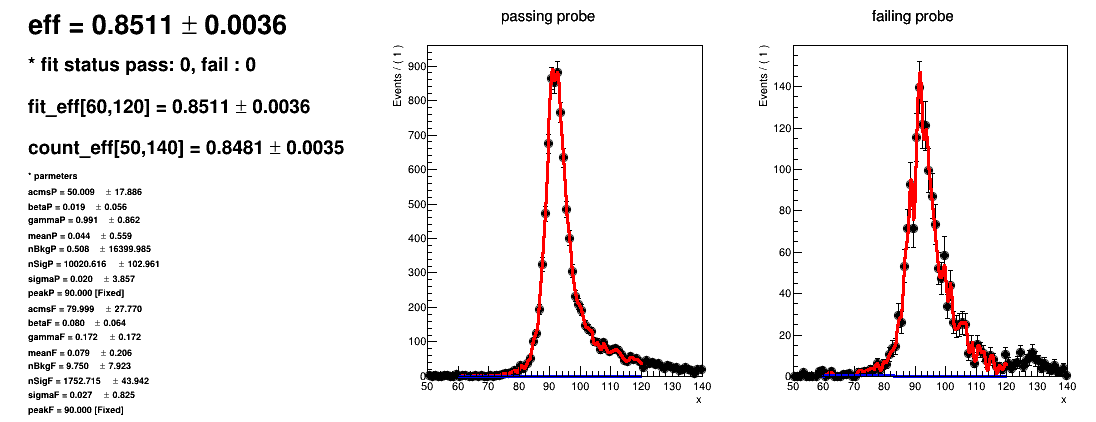 eff = 0.8511 ± 0.0036
* fit status pass: 0, fail : 0
fit_eff[60,120] = 0.8511 ± 0.0036
count_eff[50,140] = 0.8481 ± 0.0035
* parmeters
acmsP = 50.009 ± 17.886
betaP = 0.019 ± 0.056
gammaP = 0.991 ± 0.862
meanP = 0.044 ± 0.559
nBkgP = 0.508 ± 16399.985
nSigP = 10020.616 ± 102.961
sigmaP = 0.020 ± 3.857
peakP = 90.000 [Fixed]
acmsF = 79.999 ± 27.770
betaF = 0.080 ± 0.064
gammaF = 0.172 ± 0.172
meanF = 0.079 ± 0.206
nBkgF = 9.750 ± 7.923
nSigF = 1752.715 ± 43.942
sigmaF = 0.027 ± 0.825
peakF = 90.000 [Fixed]
passing probe
Events / ( 1 )
900
800
700
600
500
400
300
200
100
0
50 60 70 80 90 100 110 120 130 140
x
failing probe
Events / ( 1 )
140
120
100
80
60
40
20
0
50 60 70 80 90 100 110 120 130 140
x